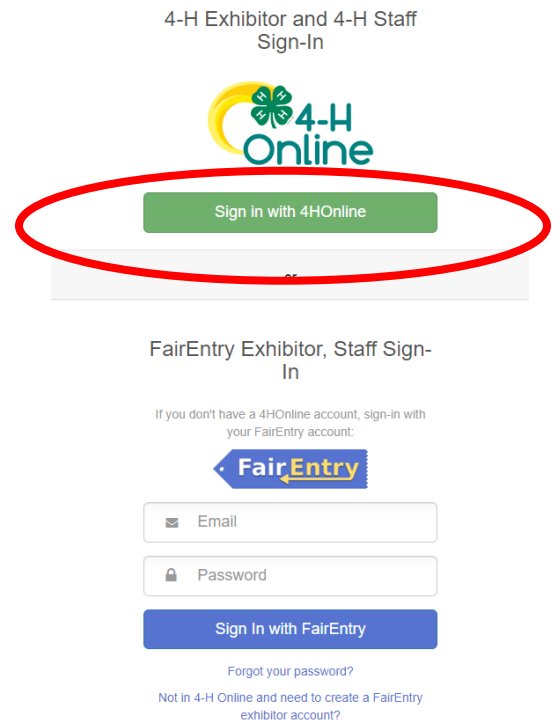 4-H Exhibitor and 4-H Staff
Sign-In
H H H H
4-H
Online
Sign in with 4HOnline
or
FairEntry Exhibitor, Staff Sign-
In
If you don't have a 4HOnline account, sign-in with
your FairEntry account:
FairEntry
Email
Password
Sign In with FairEntry
Forgot your password?
Not in 4-H Online and need to create a FairEntry
exhibitor account?